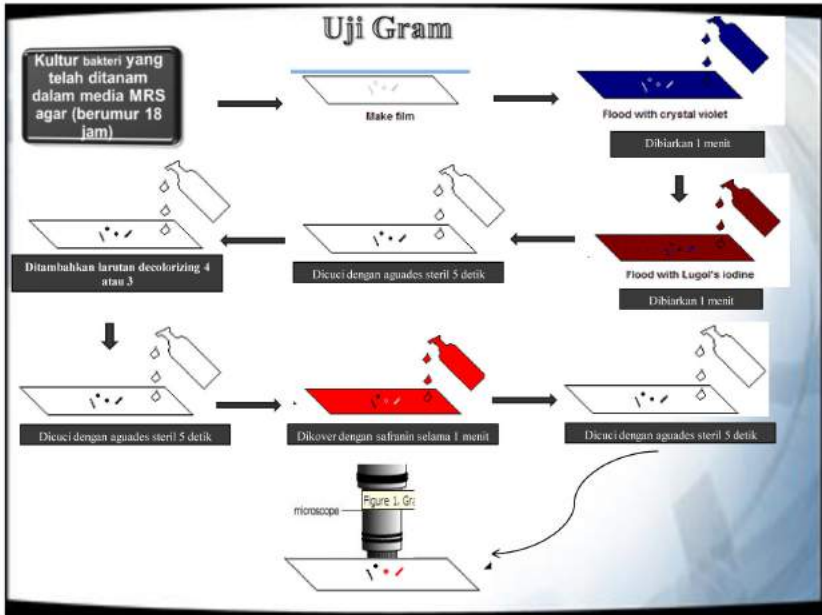 Uji Gram
Kultur bakteri yang
telah ditanam
dalam media MRS
agar (berumur 18
jam)
Make film
Flood with crystal violet
Dibiarkan 1 menit
Flood with Lugol's iodine
Dibiarkan 1 menit
Dicuci dengan aguades steril 5 detik
Ditambahkan larutan decolorizing 4
atau 3
Dicuci dengan aguades steril 5 detik
Dikover dengan safranin selama 1 menit
Dicuci dengan aguades steril 5 detik
microscope
Figure 1. Gra